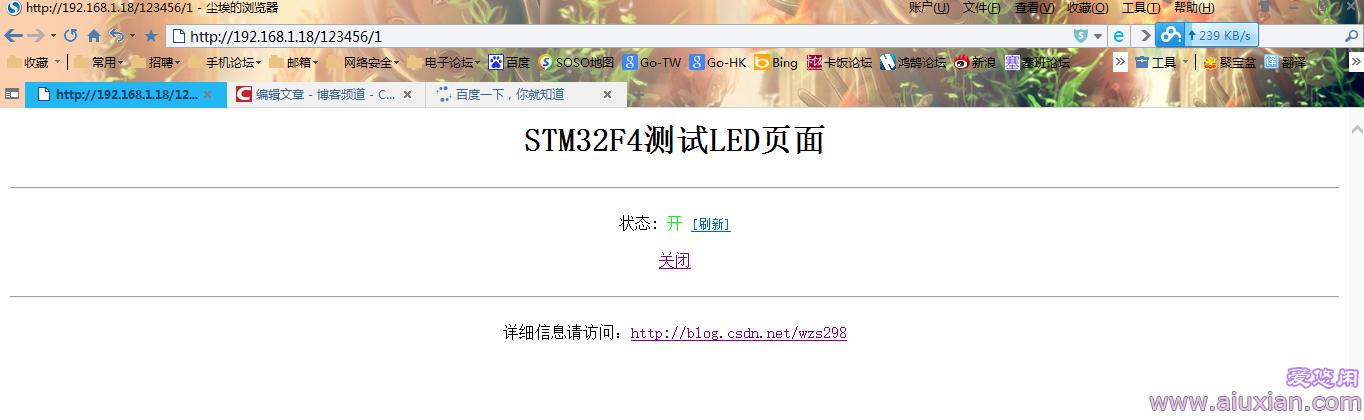 http://192.168.1.18/123456/1 - 尘埃的浏览器
账户(U) 文件(F) 查看(V) 收藏(O) 工具(T) 帮助(H)
http://192.168.1.18/123456/1
239 KB/s
收藏 常用 招聘 手机论坛 邮箱 网络安全 电子论坛 百度 SOSO地图 Go-TW Go-HK Bing 卡饭论坛 鸿鹄论坛 新浪 塞班论坛 » 工具 聚宝盆 翻译 »
http://192.168.1.18/12... 编辑文章 - 博客频道 - C... 百度一下，你就知道
STM32F4测试LED页面
状态: 开 [刷新]
关闭
详细信息请访问: http://blog.csdn.net/wzs298
爱悠闲
www.aiuxian.com